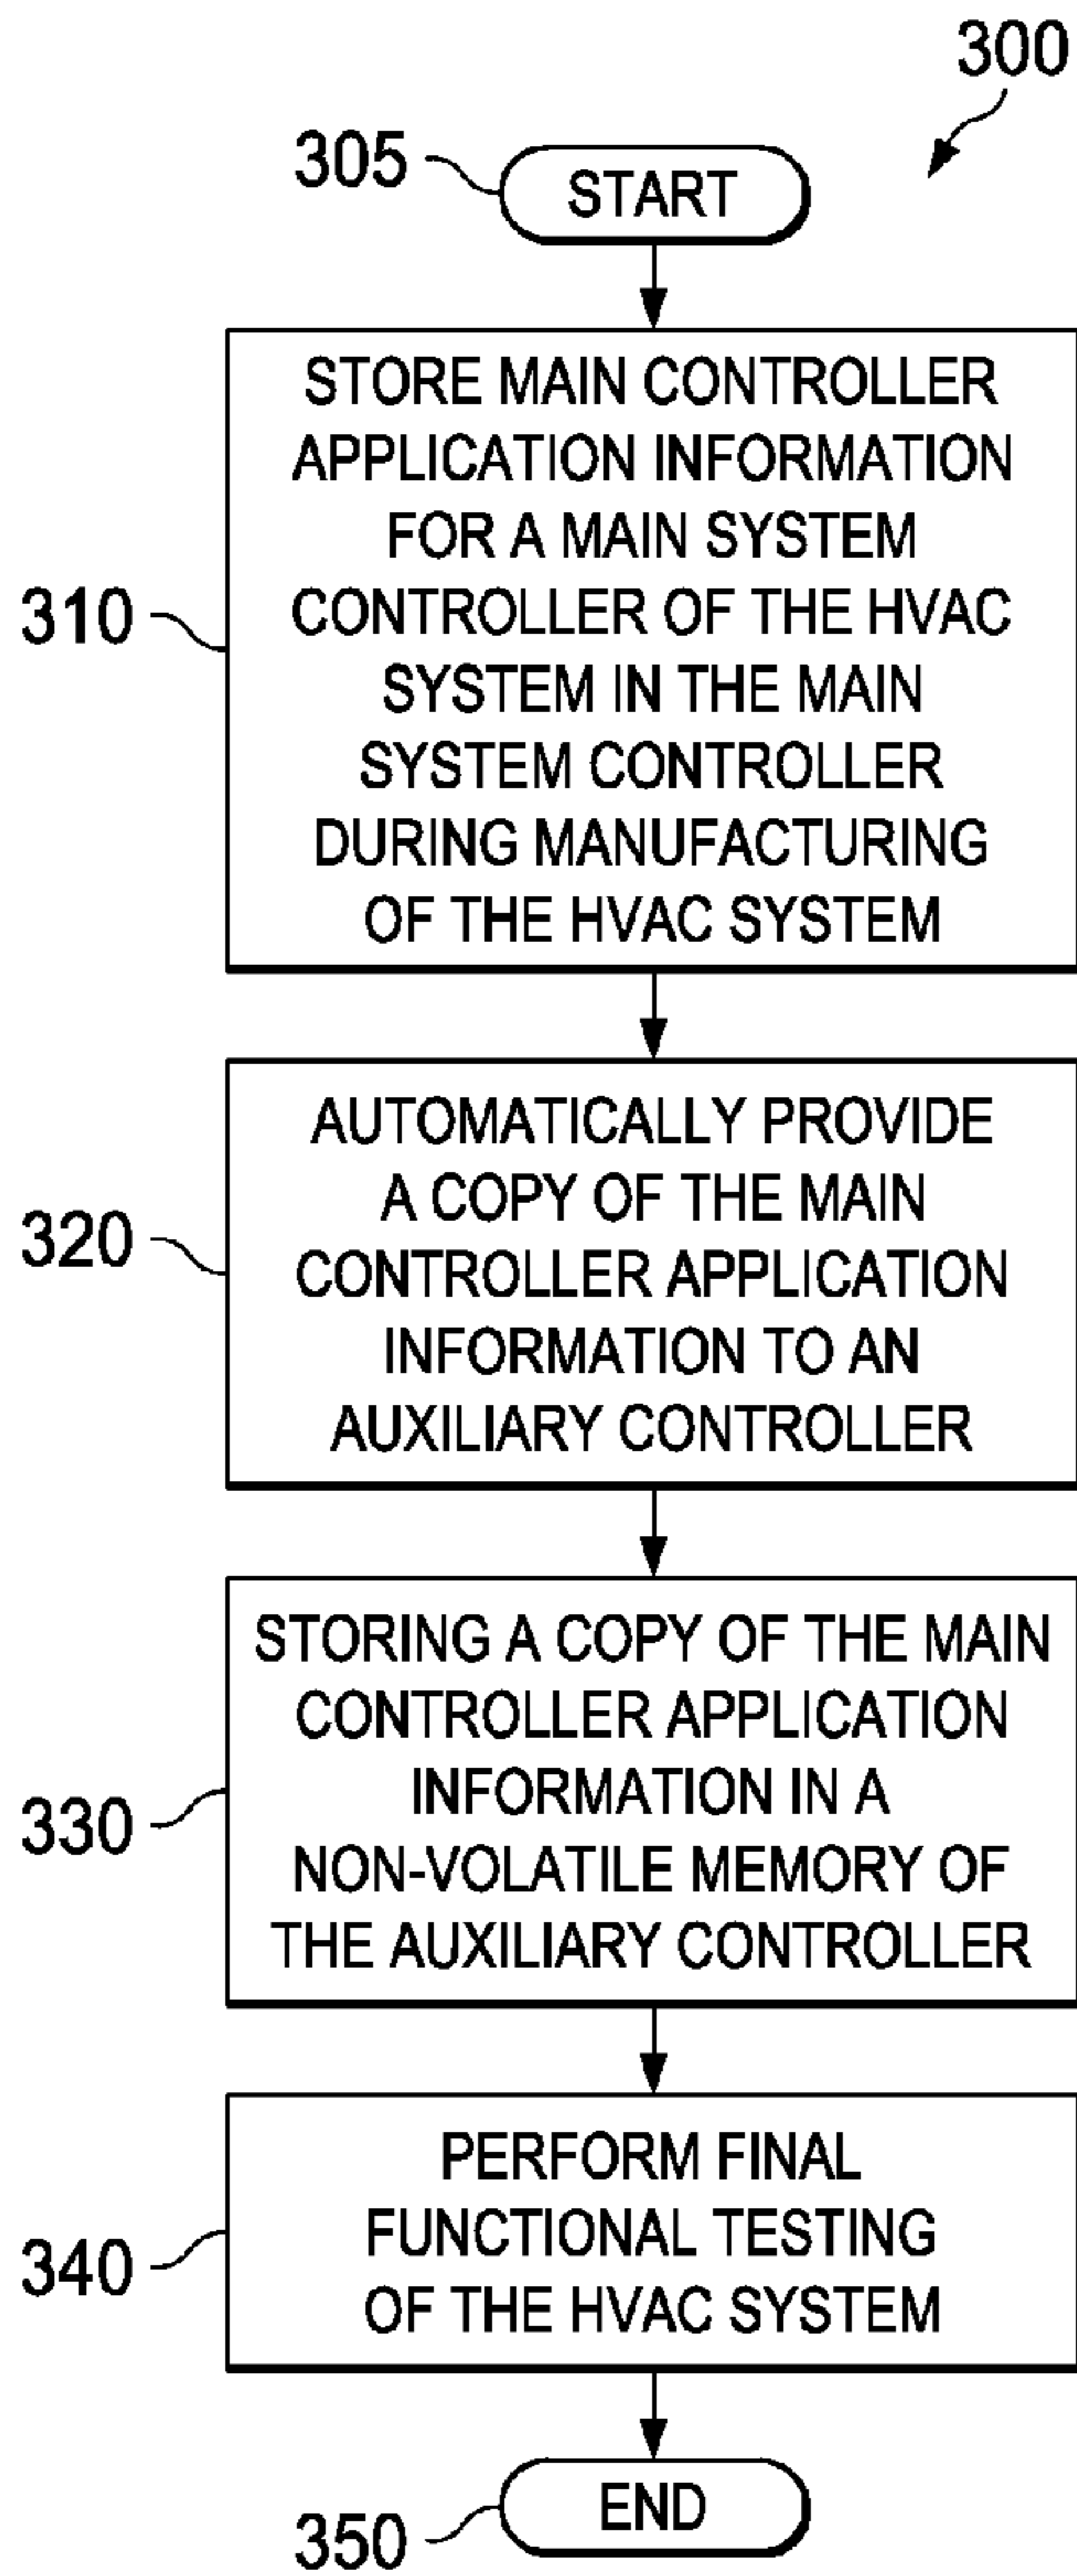 300
305
START
310
STORE MAIN CONTROLLER
APPLICATION INFORMATION
FOR A MAIN SYSTEM
CONTROLLER OF THE HVAC
SYSTEM IN THE MAIN
SYSTEM CONTROLLER
DURING MANUFACTURING
OF THE HVAC SYSTEM
320
AUTOMATICALLY PROVIDE
A COPY OF THE MAIN
CONTROLLER APPLICATION
INFORMATION TO AN
AUXILIARY CONTROLLER
330
STORING A COPY OF THE MAIN
CONTROLLER APPLICATION
INFORMATION IN A
NON-VOLATILE MEMORY OF
THE AUXILIARY CONTROLLER
340
PERFORM FINAL
FUNCTIONAL TESTING
OF THE HVAC SYSTEM
350
END